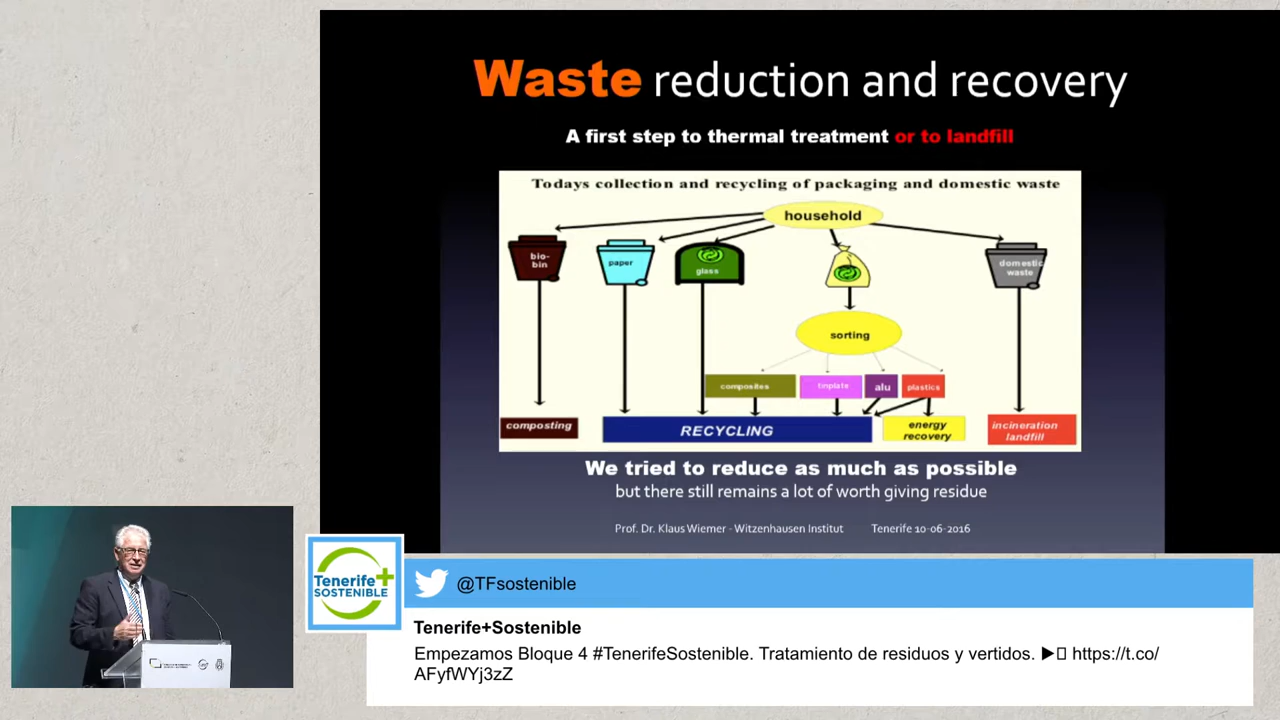 Waste reduction and recovery
A first step to thermal treatment or to landfill
Todays collection and recycling of packaging and domestic waste
household
bio-
bin
paper
glass
domestic
waste
sorting
composites
tinplate
alu
plastics
composting
RECYCLING
energy
recovery
incineration
landfill
We tried to reduce as much as possible
but there still remains a lot of worth giving residue
Prof. Dr. Klaus Wiemer - Witzenhausen Institut Tenerife 10-06-2016
Tenerife+
SOSTENIBLE
@TFsostenible
Tenerife+Sostenible
Empezamos Bloque 4 #TenerifeSostenible. Tratamiento de residuos y vertidos. ▶ https://t.co/
AFyfWYj3zZ